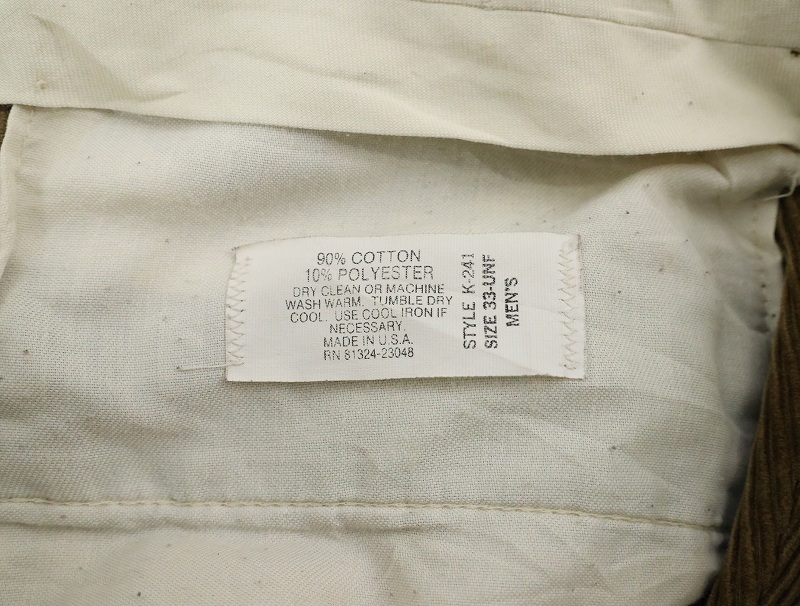 90% COTTON
10% POLYESTER
DRY CLEAN OR MACHINE
WASH WARM. TUMBLE DRY
COOL. USE COOL IRON IF
NECESSARY.
MADE IN U.S.A.
RN 81324-23048
STYLE K-241
SIZE 33-UNF
MEN'S